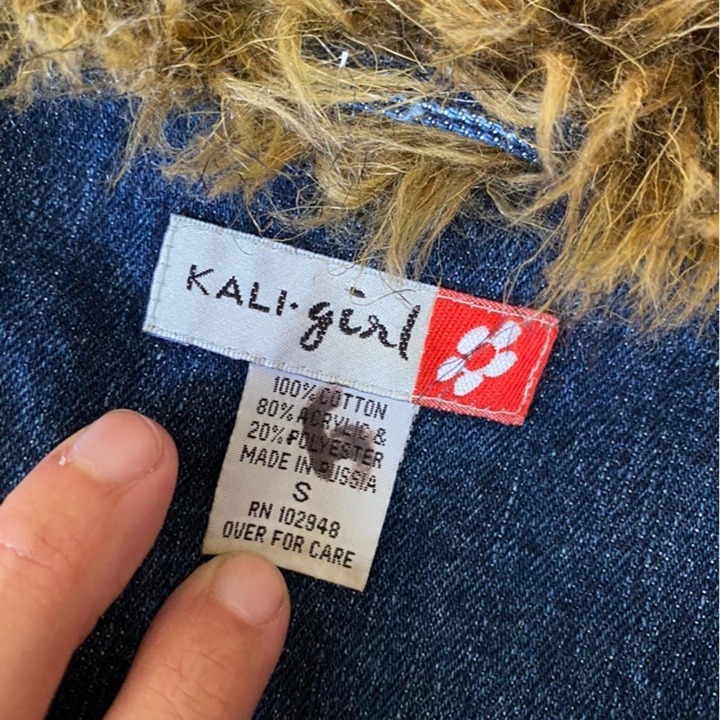 KALI·girl
100% COTTON
80% ACRYLIC &
20% POLYESTER
MADE IN RUSSIA
S
RN 102948
OVER FOR CARE